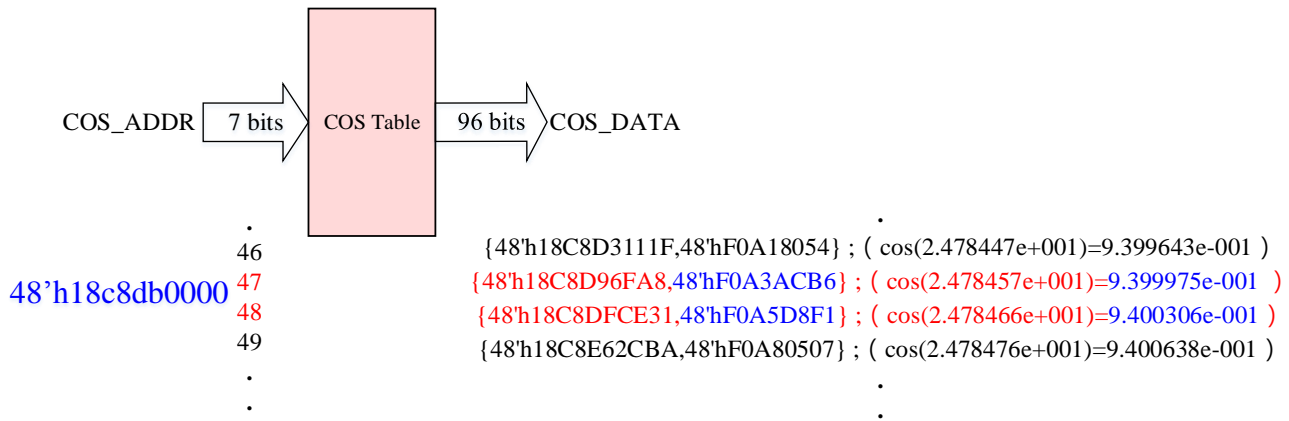 COS_ADDR 7 bits COS Table 96 bits COS_DATA
. .
46 {48'h18C8D3111F,48'hF0A18054} ; ( cos(2.478447e+001)=9.399643e-001 )
48’h18c8db0000 47 {48'h18C8D96FA8,48'hF0A3ACB6} ; ( cos(2.478457e+001)=9.399975e-001 )
48 {48'h18C8DFCE31,48'hF0A5D8F1} ; ( cos(2.478466e+001)=9.400306e-001 )
49 {48'h18C8E62CBA,48'hF0A80507} ; ( cos(2.478476e+001)=9.400638e-001 )
. .
. .